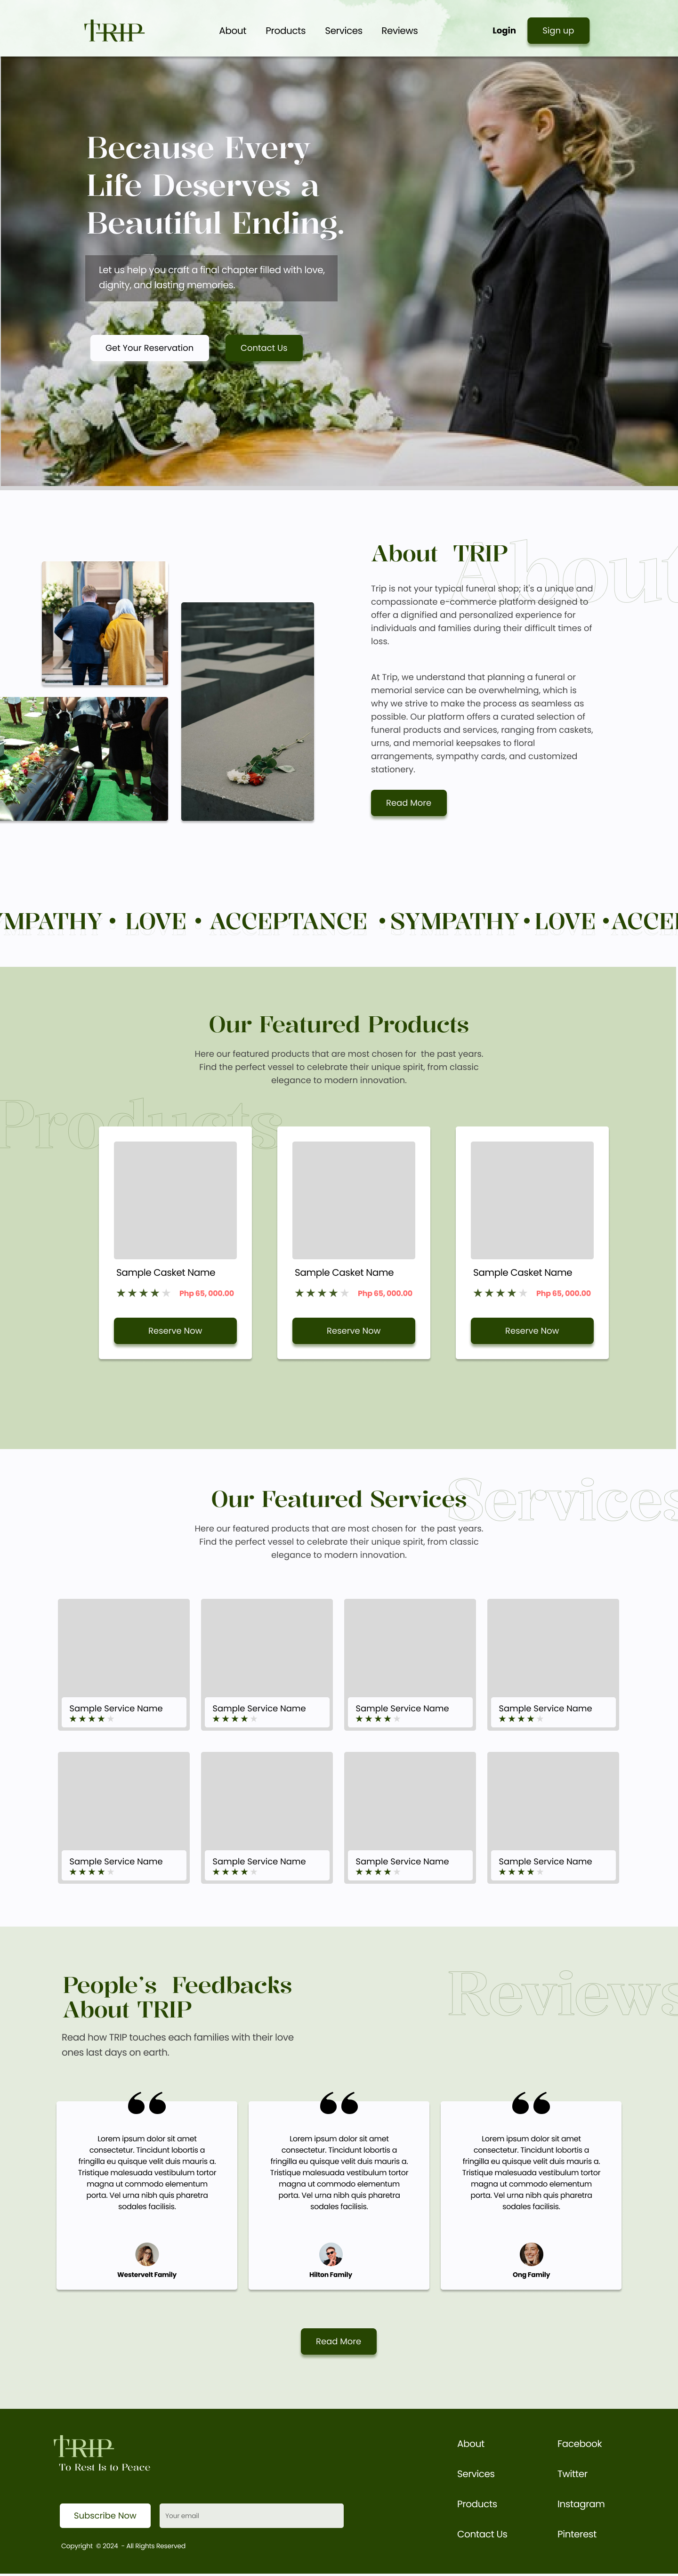 TRIP
About Products Services Reviews Login Sign up
Because Every
Life Deserves a
Beautiful Ending.
Let us help you craft a final chapter filled with love,
dignity, and lasting memories.
Get Your Reservation Contact Us
About
About TRIP
Trip is not your typical funeral shop; it's a unique and
compassionate e-commerce platform designed to
offer a dignified and personalized experience for
individuals and families during their difficult times of
loss.
At Trip, we understand that planning a funeral or
memorial service can be overwhelming, which is
why we strive to make the process as seamless as
possible. Our platform offers a curated selection of
funeral products and services, ranging from caskets,
urns, and memorial keepsakes to floral
arrangements, sympathy cards, and customized
stationery.
Read More
YMPATHY • LOVE • ACCEPTANCE • SYMPATHY • LOVE • ACCE
Our Featured Products
Here our featured products that are most chosen for the past years.
Find the perfect vessel to celebrate their unique spirit, from classic
elegance to modern innovation.
Products
Sample Casket Name Sample Casket Name Sample Casket Name
Php 65, 000.00 Php 65, 000.00 Php 65, 000.00
Reserve Now Reserve Now Reserve Now
Services
Our Featured Services
Here our featured products that are most chosen for the past years.
Find the perfect vessel to celebrate their unique spirit, from classic
elegance to modern innovation.
Sample Service Name Sample Service Name Sample Service Name Sample Service Name
Sample Service Name Sample Service Name Sample Service Name Sample Service Name
Reviews
People's Feedbacks
About TRIP
Read how TRIP touches each families with their love
ones last days on earth.
Lorem ipsum dolor sit amet
consectetur. Tincidunt lobortis a
fringilla eu quisque velit duis mauris a.
Tristique malesuada vestibulum tortor
magna ut commodo elementum
porta. Vel urna nibh quis pharetra
sodales facilisis.
Westervelt Family
Lorem ipsum dolor sit amet
consectetur. Tincidunt lobortis a
fringilla eu quisque velit duis mauris a.
Tristique malesuada vestibulum tortor
magna ut commodo elementum
porta. Vel urna nibh quis pharetra
sodales facilisis.
Hilton Family
Lorem ipsum dolor sit amet
consectetur. Tincidunt lobortis a
fringilla eu quisque velit duis mauris a.
Tristique malesuada vestibulum tortor
magna ut commodo elementum
porta. Vel urna nibh quis pharetra
sodales facilisis.
Ong Family
Read More
TRIP
To Rest Is to Peace
Subscribe Now Your email
Copyright © 2024 - All Rights Reserved
About
Services
Products
Contact Us
Facebook
Twitter
Instagram
Pinterest